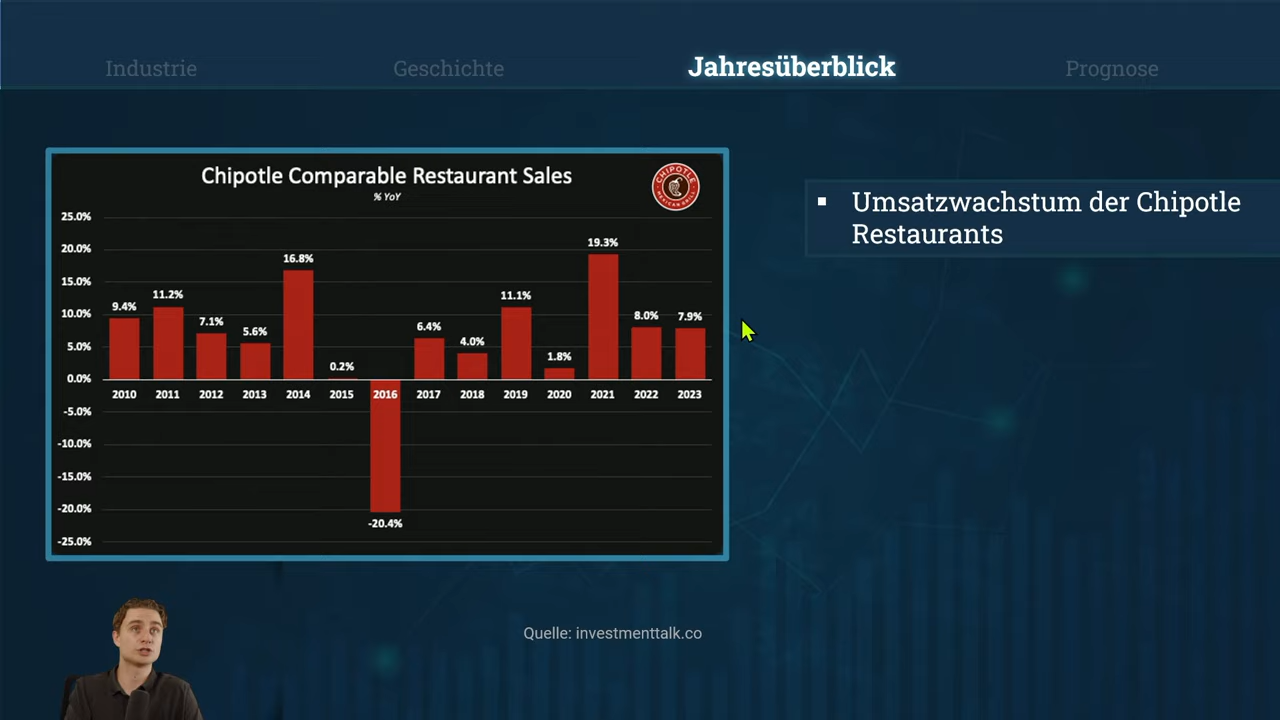 Industrie
Geschichte
Jahresüberblick
Prognose
Chipotle Comparable Restaurant Sales
% YoY
CHIPOTLE
MEXICAN GRILL
25.0%
20.0%
15.0%
10.0%
5.0%
0.0%
-5.0%
-10.0%
-15.0%
-20.0%
-25.0%
9.4%
11.2%
7.1%
5.6%
16.8%
0.2%
-20.4%
6.4%
4.0%
11.1%
1.8%
19.3%
8.0%
7.9%
2010 2011 2012 2013 2014 2015 2016 2017 2018 2019 2020 2021 2022 2023
Umsatzwachstum der Chipotle
Restaurants
Quelle: investmenttalk.co